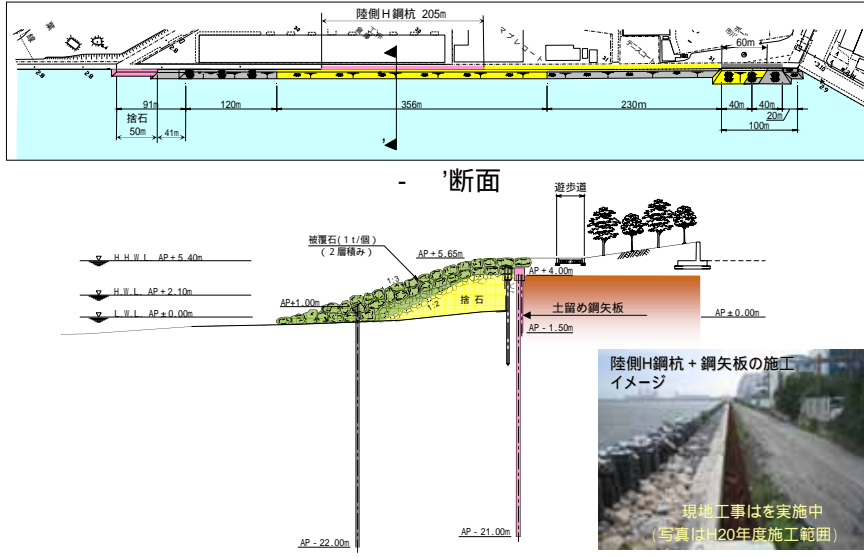 陸側H鋼杭 205m
60m
91m
120m
356m
230m
40m
40m
捨石
50m
41m
20m
100m
- ’断面
遊歩道
被覆石(1t/個)
(2層積み)
AP+5.65m
H.H.W.L. AP+5.40m
AP+4.00m
1:3
H.W.L. AP+2.10m
AP+1.00m
1:2
捨石
土留め鋼矢板
L.W.L. AP±0.00m
AP±0.00m
AP-1.50m
陸側H鋼杭+鋼矢板の施工
イメージ
現地工事はを実施中
(写真はH20年度施工範囲)
AP-21.00m
AP-22.00m